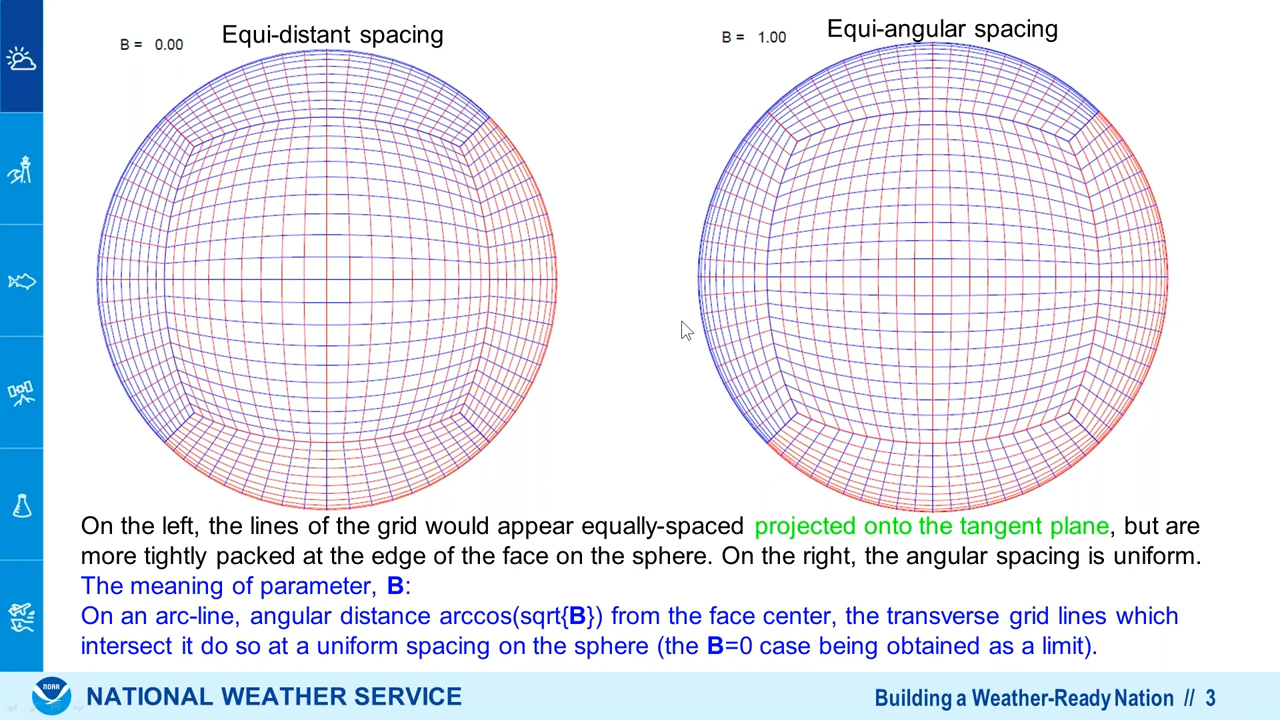 Equi-distant spacing
B = 0.00
Equi-angular spacing
B = 1.00
On the left, the lines of the grid would appear equally-spaced projected onto the tangent plane, but are
more tightly packed at the edge of the face on the sphere. On the right, the angular spacing is uniform.
The meaning of parameter, B:
On an arc-line, angular distance arccos(sqrt{B}) from the face center, the transverse grid lines which
intersect it do so at a uniform spacing on the sphere (the B=0 case being obtained as a limit).
NOAA
NATIONAL WEATHER SERVICE
Building a Weather-Ready Nation // 3